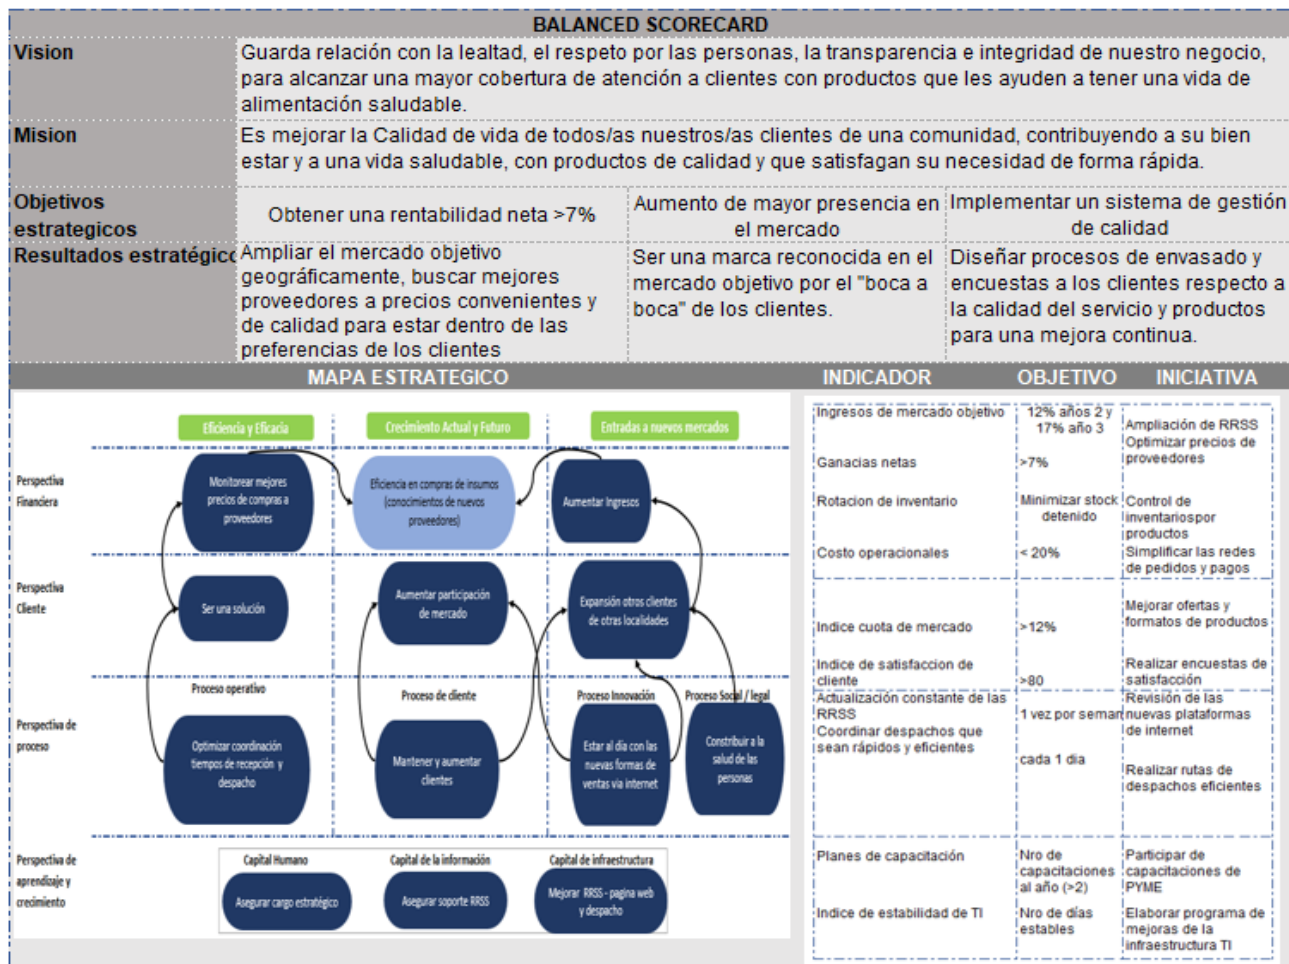 BALANCED SCORECARD
Vision
Guarda relación con la lealtad, el respeto por las personas, la transparencia e integridad de nuestro negocio,
para alcanzar una mayor cobertura de atención a clientes con productos que les ayuden a tener una vida de
alimentación saludable.
Mision
Es mejorar la Calidad de vida de todos/as nuestros/as clientes de una comunidad, contribuyendo a su bien
estar y a una vida saludable, con productos de calidad y que satisfagan su necesidad de forma rápida.
Objetivos
estrategicos
Obtener una rentabilidad neta >7%
Aumento de mayor presencia en
el mercado
Implementar un sistema de gestión
de calidad
Resultados estratégico
Ampliar el mercado objetivo
geográficamente, buscar mejores
proveedores a precios convenientes y
de calidad para estar dentro de las
preferencias de los clientes
Ser una marca reconocida en el
mercado objetivo por el "boca a
boca" de los clientes.
Diseñar procesos de envasado y
encuestas a los clientes respecto a
la calidad del servicio y productos
para una mejora continua.
MAPA ESTRATEGICO
INDICADOR
OBJETIVO
INICIATIVA
Eficiencia y Eficacia
Crecimiento Actual y Futuro
Entradas a nuevos mercados
Perspectiva
Financiera
Monitorear mejores
precios de compras a
proveedores
Eficiencia en compras de insumos
(conocimientos de nuevos
proveedores)
Aumentar Ingresos
Perspectiva
Cliente
Ser una solución
Aumentar participación
de mercado
Expansión otros clientes
de otras localidades
Perspectiva de
proceso
Proceso operativo
Proceso de cliente
Proceso Innovación
Proceso Social / legal
Optimizar coordinación
tiempos de recepción y
despacho
Mantener y aumentar
clientes
Estar al día con las
nuevas formas de
ventas via internet
Constribuir a la
salud de las
personas
Perspectiva de
aprendizaje y
crecimiento
Capital Humano
Capital de la información
Capital de infraestructura
Asegurar cargo estratégico
Asegurar soporte RRSS
Mejorar RRSS - pagina web
y despacho
Ingresos de mercado objetivo
12% años 2 y
17% año 3
Ampliación de RRSS
Optimizar precios de
proveedores
Ganacias netas
>7%
Rotacion de inventario
Minimizar stock
detenido
Control de
inventariospor
productos
Costo operacionales
< 20%
Simplificar las redes
de pedidos y pagos
Indice cuota de mercado
>12%
Mejorar ofertas y
formatos de productos
Indice de satisfaccion de
cliente
>80
Realizar encuestas de
satisfacción
Actualización constante de las
RRSS
1 vez por seman
Revisión de las
nuevas plataformas
de internet
Coordinar despachos que
sean rápidos y eficientes
cada 1 dia
Realizar rutas de
despachos eficientes
Planes de capacitación
Nro de
capacitaciones
al año (>2)
Participar de
capacitaciones de
PYME
Indice de estabilidad de TI
Nro de días
estables
Elaborar programa de
mejoras de la
infraestructura TI